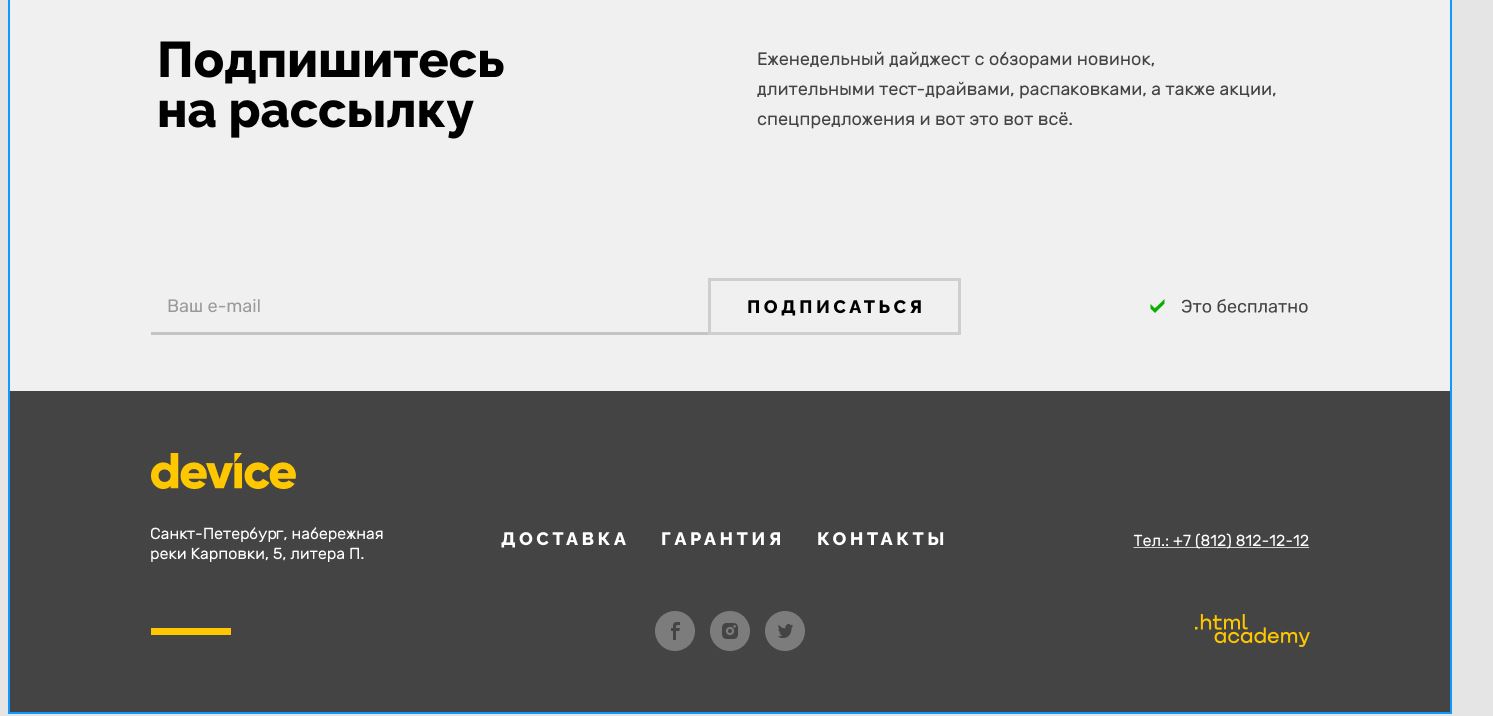 Подпишитесь
на рассылку
Еженедельный дайджест с обзорами новинок,
длительными тест-драйвами, распаковками, а также акции,
спецпредложения и вот это вот всё.
Ваш e-mail
ПОДПИСАТЬСЯ
Это бесплатно
device
Санкт-Петербург, набережная
реки Карповки, 5, литера П.
ДОСТАВКА ГАРАНТИЯ КОНТАКТЫ
Тел.: +7 (812) 812-12-12
.html
academy